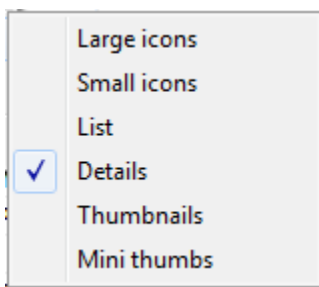 Large icons
Small icons
List
Details
Thumbnails
Mini thumbs